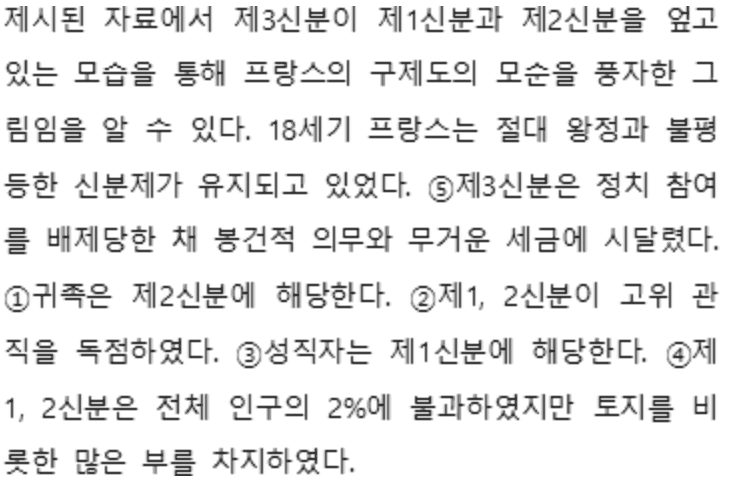 제시된 자료에서 제3신분이 제1신분과 제2신분을 엎고
있는 모습을 통해 프랑스의 구제도의 모순을 풍자한 그
림임을 알 수 있다. 18세기 프랑스는 절대 왕정과 불평
등한 신분제가 유지되고 있었다. ⑤제3신분은 정치 참여
를 배제당한 채 봉건적 의무와 무거운 세금에 시달렸다.
①귀족은 제2신분에 해당한다. ②제1, 2신분이 고위 관
직을 독점하였다. ③성직자는 제1신분에 해당한다. ④제
1, 2신분은 전체 인구의 2%에 불과하였지만 토지를 비
롯한 많은 부를 차지하였다.